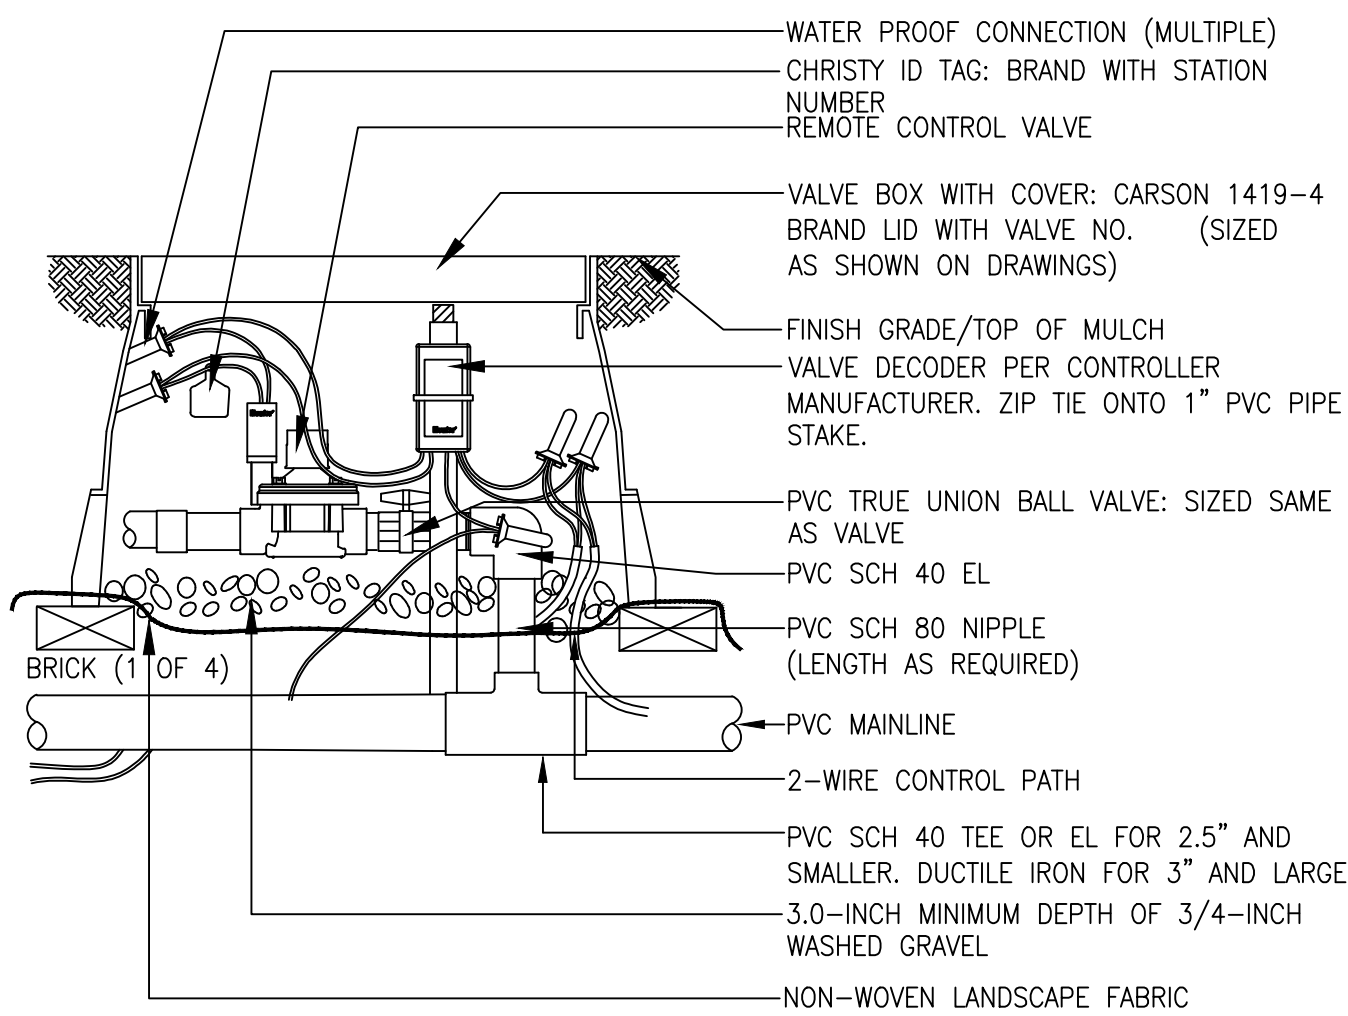 WATER PROOF CONNECTION (MULTIPLE)
CHRISTY ID TAG: BRAND WITH STATION
NUMBER
REMOTE CONTROL VALVE
VALVE BOX WITH COVER: CARSON 1419-4
BRAND LID WITH VALVE NO. (SIZED
AS SHOWN ON DRAWINGS)
FINISH GRADE/TOP OF MULCH
VALVE DECODER PER CONTROLLER
MANUFACTURER. ZIP TIE ONTO 1" PVC PIPE
STAKE.
PVC TRUE UNION BALL VALVE: SIZED SAME
AS VALVE
PVC SCH 40 EL
PVC SCH 80 NIPPLE
(LENGTH AS REQUIRED)
BRICK (1 OF 4)
PVC MAINLINE
2-WIRE CONTROL PATH
PVC SCH 40 TEE OR EL FOR 2.5" AND
SMALLER. DUCTILE IRON FOR 3" AND LARGE
3.0-INCH MINIMUM DEPTH OF 3/4-INCH
WASHED GRAVEL
NON-WOVEN LANDSCAPE FABRIC